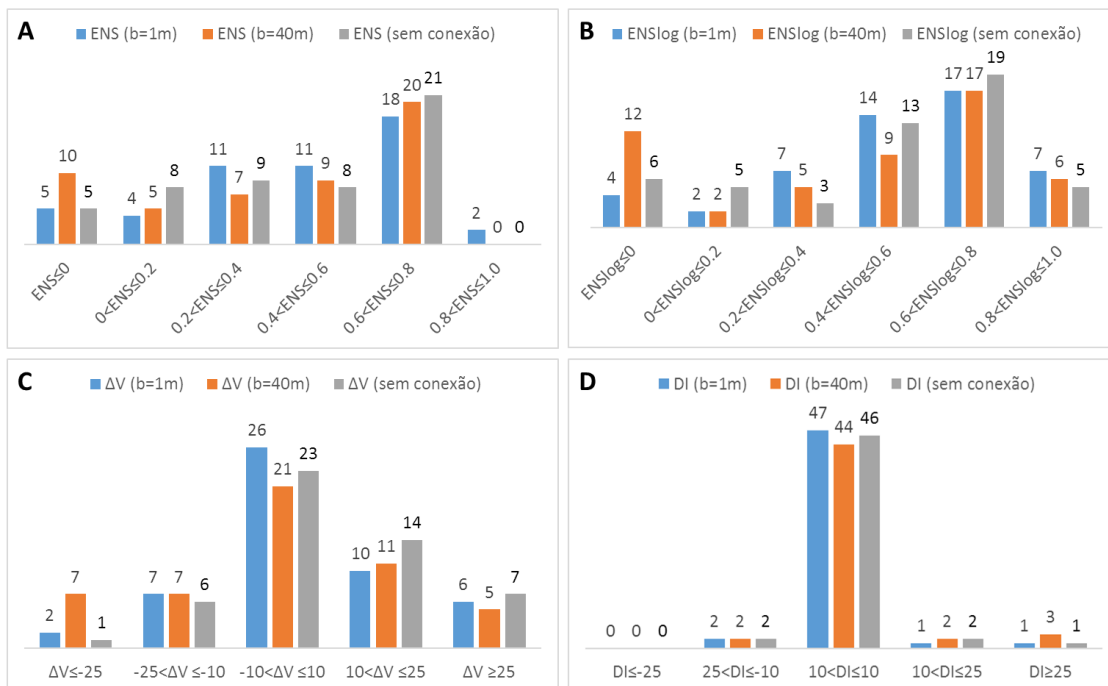 A
ENS (b=1m) ENS (b=40m) ENS (sem conexão)
5 10 5 4 5 8 11 7 9 11 9 8 18 20 21 2 0 0
ENS≤0 0<ENS≤0.2 0.2<ENS≤0.4 0.4<ENS≤0.6 0.6<ENS≤0.8 0.8<ENS≤1.0
B
ENSlog (b=1m) ENSlog (b=40m) ENSlog (sem conexão)
4 12 6 2 2 5 7 5 3 14 9 13 17 17 19 7 6 5
ENSlog≤0 0<ENSlog≤0.2 0.2<ENSlog≤0.4 0.4<ENSlog≤0.6 0.6<ENSlog≤0.8 0.8<ENSlog≤1.0
C
ΔV (b=1m) ΔV (b=40m) ΔV (sem conexão)
2 7 1 7 7 6 26 21 23 10 11 14 6 5 7
ΔV≤-25 -25<ΔV ≤-10 -10<ΔV ≤10 10<ΔV ≤25 ΔV ≥25
D
DI (b=1m) DI (b=40m) DI (sem conexão)
0 0 0 2 2 2 47 44 46 1 2 2 1 3 1
DI≤-25 25<DI≤-10 10<DI≤10 10<DI≤25 DI≥25